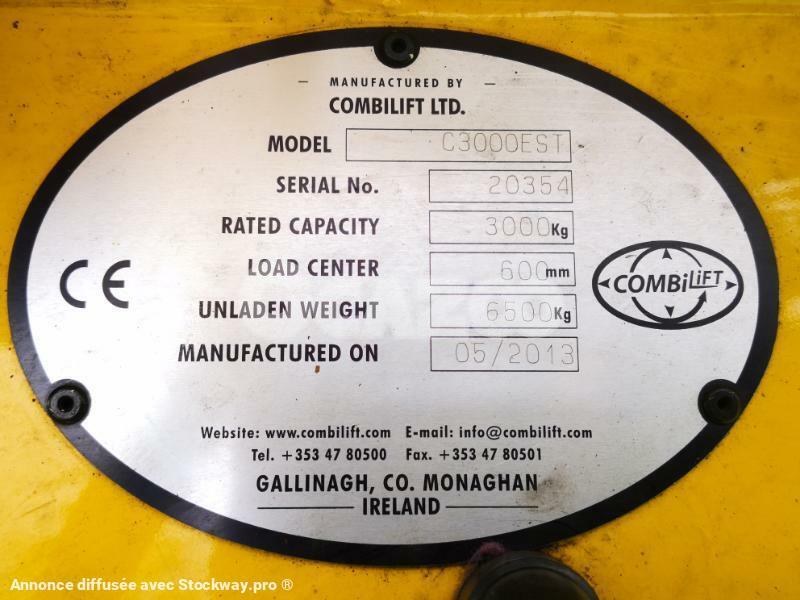 MANUFACTURED BY
COMBILIFT LTD.
MODEL C3000EST
SERIAL No. 20354
RATED CAPACITY 3000Kg
LOAD CENTER 600mm
UNLADEN WEIGHT 6500Kg
MANUFACTURED ON 05/2013
CE
COMBiLiFT
Website: www.combilift.com E-mail: info@combilift.com
Tel. +353 47 80500 Fax. +353 47 80501
GALLINAGH, CO. MONAGHAN
IRELAND
Annonce diffusée avec Stockway.pro ®